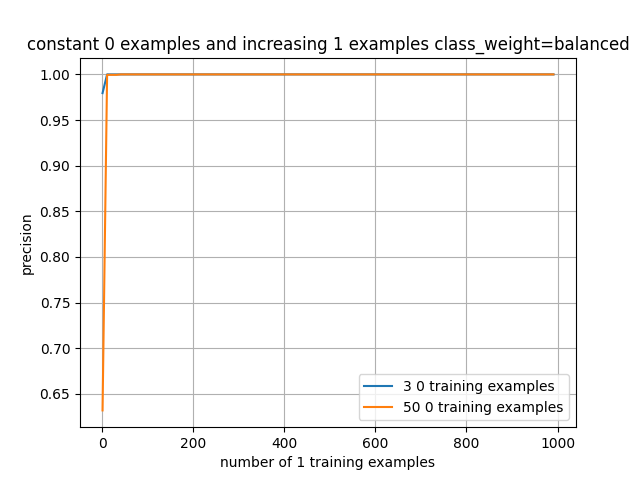 constant 0 examples and increasing 1 examples class_weight=balanced
1.00
0.95
0.90
0.85
0.80
0.75
0.70
0.65
precision
3 0 training examples
50 0 training examples
0
200
400
600
800
1000
number of 1 training examples